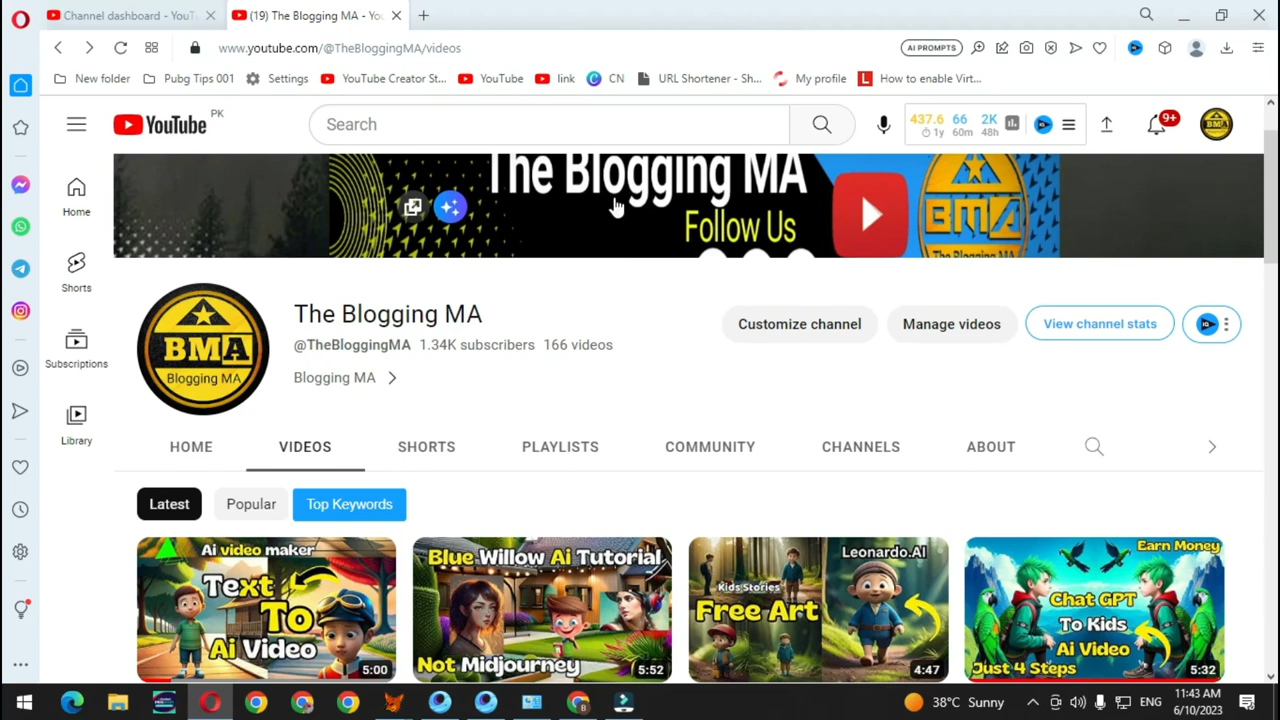 Channel dashboard - YouT
(19) The Blogging MA - You
www.youtube.com/@TheBloggingMA/videos
AI PROMPTS
New folder
Pubg Tips 001
Settings
YouTube Creator St...
YouTube
link
CN
URL Shortener - Sh...
My profile
How to enable Virt...
YouTube PK
Search
437.6 66 2K
1y 60m 48h
9+
BMA
The Blogging MA
Follow Us
BMA
Home
Shorts
Subscriptions
Library
BMA
Blogging MA
The Blogging MA
@TheBloggingMA 1.34K subscribers 166 videos
Blogging MA
Customize channel
Manage videos
View channel stats
HOME
VIDEOS
SHORTS
PLAYLISTS
COMMUNITY
CHANNELS
ABOUT
Latest
Popular
Top Keywords
Ai video maker
Text
To
Ai Video
5:00
Blue Willow Ai Tutorial
Not Midjourney
5:52
Leonardo.AI
Kids Stories
Free Art
4:47
Earn Money
Chat GPT
To Kids
Ai Video
Just 4 Steps
5:32
38°C Sunny
ENG
11:43 AM
6/10/2023